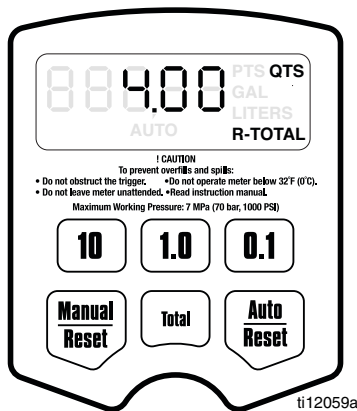 4.00 PTS QTS
GAL
LITERS
AUTO R-TOTAL
! CAUTION
To prevent overfills and spills:
• Do not obstruct the trigger. •Do not operate meter below 32°F (0°C).
• Do not leave meter unattended. •Read instruction manual.
Maximum Working Pressure: 7 MPa (70 bar, 1000 PSI)
10 1.0 0.1
Manual Total Auto
Reset Reset
ti12059a